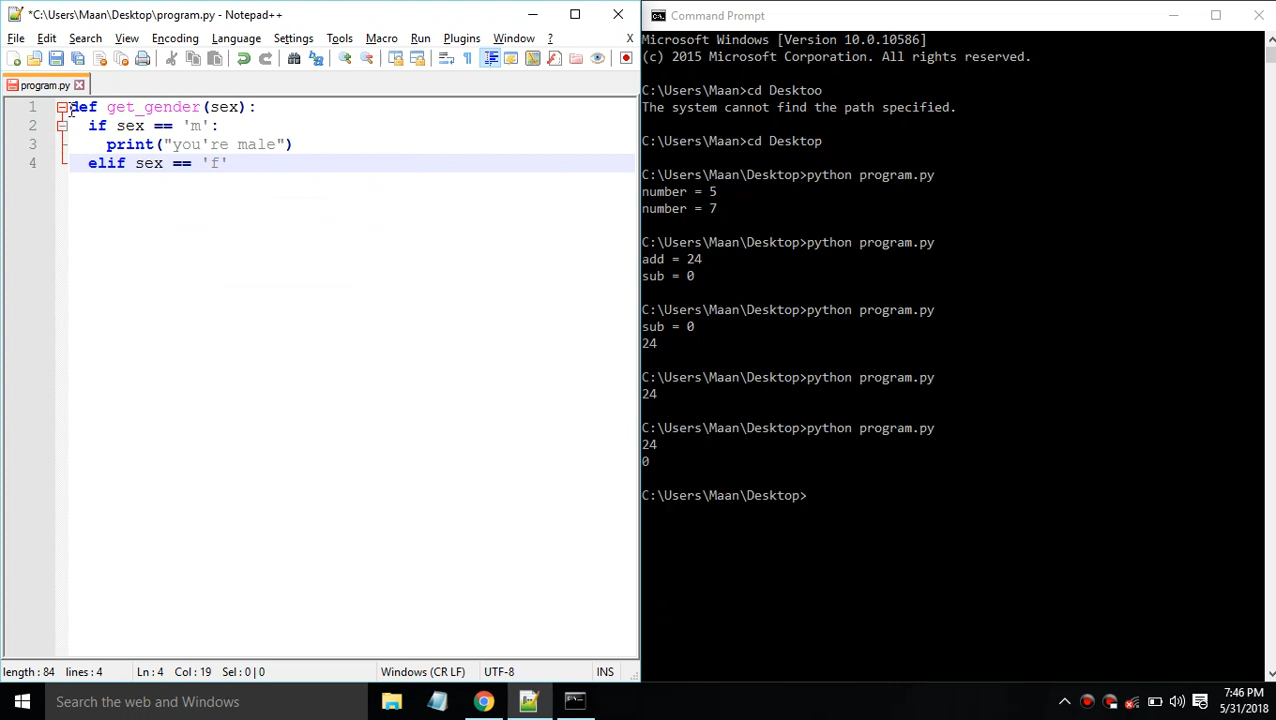 *C:\Users\Maan\Desktop\program.py - Notepad++
File Edit Search View Encoding Language Settings Tools Macro Run Plugins Window ? X
program.py
1 def get_gender(sex):
2 if sex == 'm':
3 print("you're male")
4 elif sex == 'f'
length : 84 lines : 4 Ln : 4 Col : 19 Sel : 0 | 0 Windows (CR LF) UTF-8 INS
Command Prompt
Microsoft Windows [Version 10.0.10586]
(c) 2015 Microsoft Corporation. All rights reserved.
C:\Users\Maan>cd Desktoo
The system cannot find the path specified.
C:\Users\Maan>cd Desktop
C:\Users\Maan\Desktop>python program.py
number = 5
number = 7
C:\Users\Maan\Desktop>python program.py
add = 24
sub = 0
C:\Users\Maan\Desktop>python program.py
sub = 0
24
C:\Users\Maan\Desktop>python program.py
24
C:\Users\Maan\Desktop>python program.py
24
0
C:\Users\Maan\Desktop>
Search the web and Windows
7:46 PM
5/31/2018